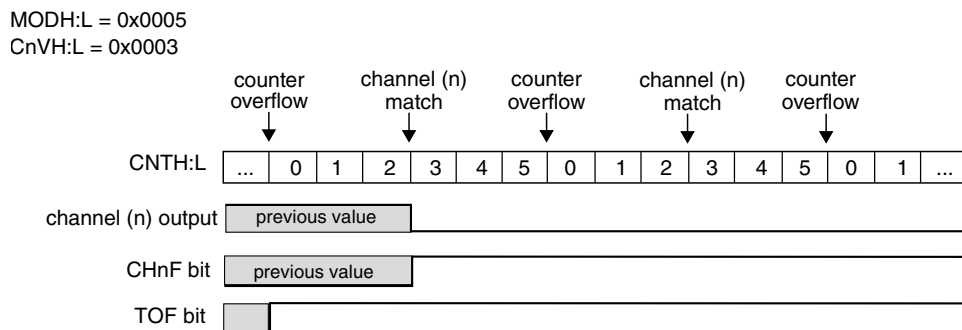 MODH:L = 0x0005
CnVH:L = 0x0003
counter overflow
channel (n) match
counter overflow
channel (n) match
counter overflow
CNTH:L ... 0 1 2 3 4 5 0 1 2 3 4 5 0 1 ...
channel (n) output previous value
CHnF bit previous value
TOF bit